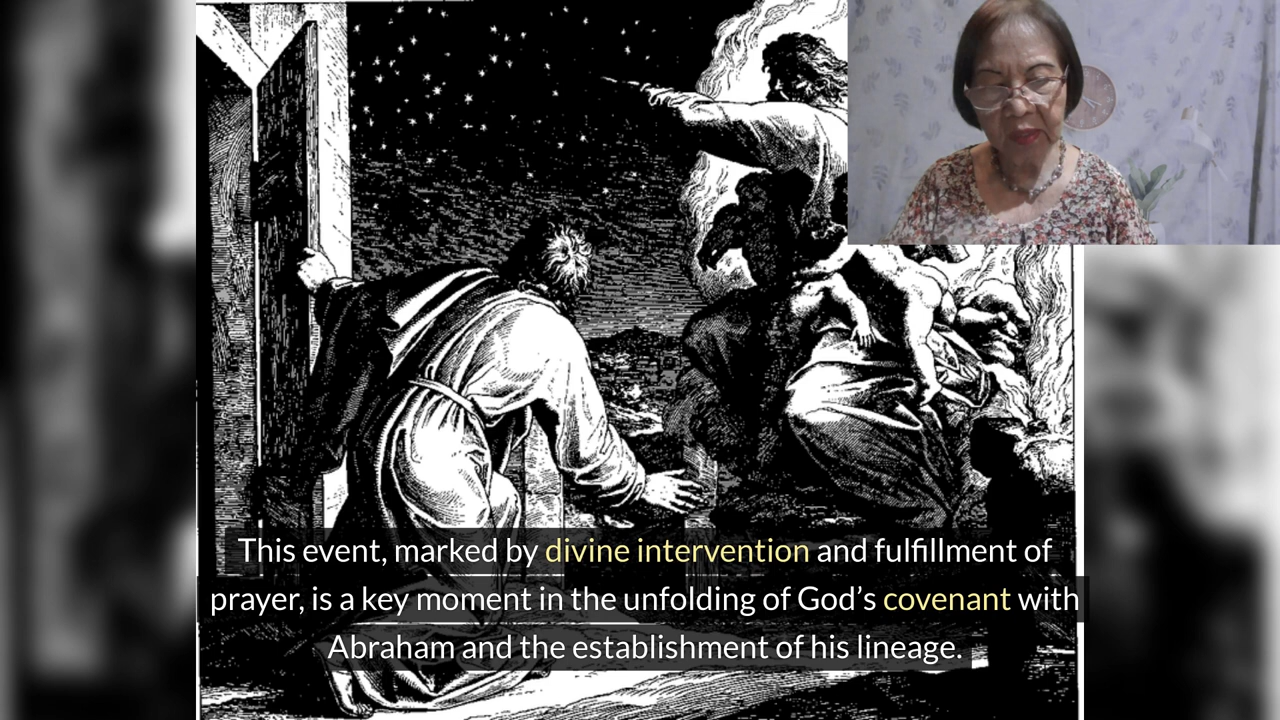 This event, marked by divine intervention and fulfillment of
prayer, is a key moment in the unfolding of God’s covenant with
Abraham and the establishment of his lineage.